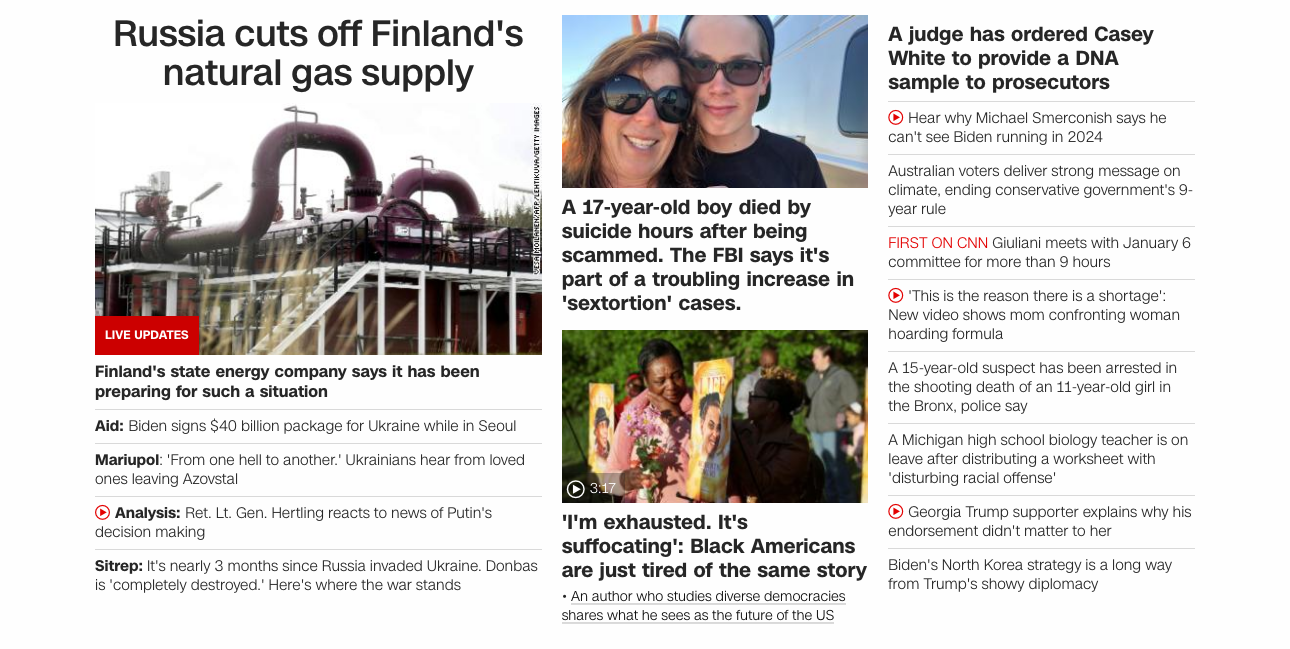 Russia cuts off Finland's
natural gas supply
VESA MOILANEN/AFP/LEHTIKUVA/GETTY IMAGES
LIVE UPDATES
Finland's state energy company says it has been
preparing for such a situation
Aid: Biden signs $40 billion package for Ukraine while in Seoul
Mariupol: 'From one hell to another.' Ukrainians hear from loved
ones leaving Azovstal
Analysis: Ret. Lt. Gen. Hertling reacts to news of Putin's
decision making
Sitrep: It's nearly 3 months since Russia invaded Ukraine. Donbas
is 'completely destroyed.' Here's where the war stands
A 17-year-old boy died by
suicide hours after being
scammed. The FBI says it's
part of a troubling increase in
'sextortion' cases.
LIFE
3:17
'I'm exhausted. It's
suffocating': Black Americans
are just tired of the same story
• An author who studies diverse democracies
shares what he sees as the future of the US
A judge has ordered Casey
White to provide a DNA
sample to prosecutors
Hear why Michael Smerconish says he
can't see Biden running in 2024
Australian voters deliver strong message on
climate, ending conservative government's 9-
year rule
FIRST ON CNN Giuliani meets with January 6
committee for more than 9 hours
'This is the reason there is a shortage':
New video shows mom confronting woman
hoarding formula
A 15-year-old suspect has been arrested in
the shooting death of an 11-year-old girl in
the Bronx, police say
A Michigan high school biology teacher is on
leave after distributing a worksheet with
'disturbing racial offense'
Georgia Trump supporter explains why his
endorsement didn't matter to her
Biden's North Korea strategy is a long way
from Trump's showy diplomacy